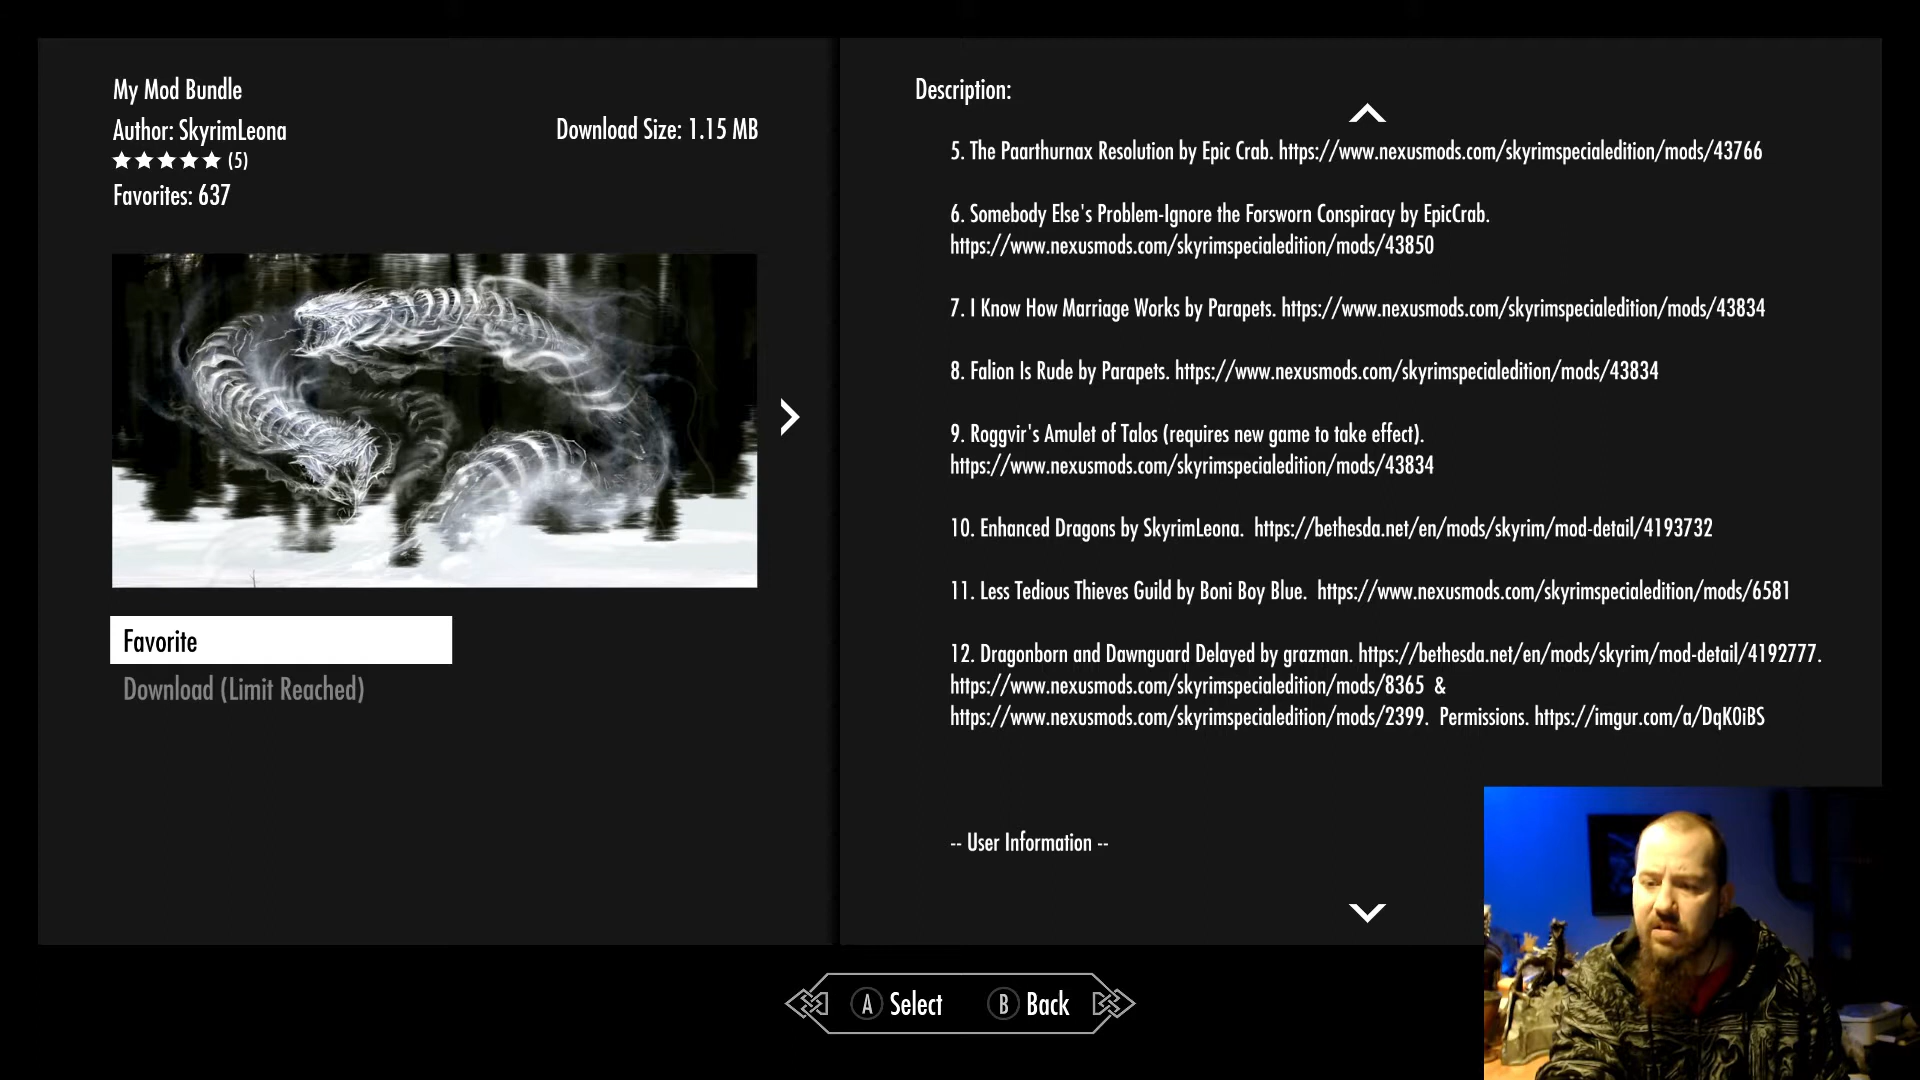 My Mod Bundle
Author: SkyrimLeona
Download Size: 1.15 MB
(5)
Favorites: 637
Favorite
Download (Limit Reached)
Description:
5. The Paarthurnax Resolution by Epic Crab. https://www.nexusmods.com/skyrimspecialedition/mods/43766
6. Somebody Else's Problem-Ignore the Forsworn Conspiracy by EpicCrab.
https://www.nexusmods.com/skyrimspecialedition/mods/43850
7. I Know How Marriage Works by Parapets. https://www.nexusmods.com/skyrimspecialedition/mods/43834
8. Falion Is Rude by Parapets. https://www.nexusmods.com/skyrimspecialedition/mods/43834
9. Roggvir's Amulet of Talos (requires new game to take effect).
https://www.nexusmods.com/skyrimspecialedition/mods/43834
10. Enhanced Dragons by SkyrimLeona.  https://bethesda.net/en/mods/skyrim/mod-detail/4193732
11. Less Tedious Thieves Guild by Boni Boy Blue.  https://www.nexusmods.com/skyrimspecialedition/mods/6581
12. Dragonborn and Dawnguard Delayed by grazman. https://bethesda.net/en/mods/skyrim/mod-detail/4192777.
https://www.nexusmods.com/skyrimspecialedition/mods/8365  &
https://www.nexusmods.com/skyrimspecialedition/mods/2399.  Permissions. https://imgur.com/a/DqK0iBS
-- User Information --
A Select B Back